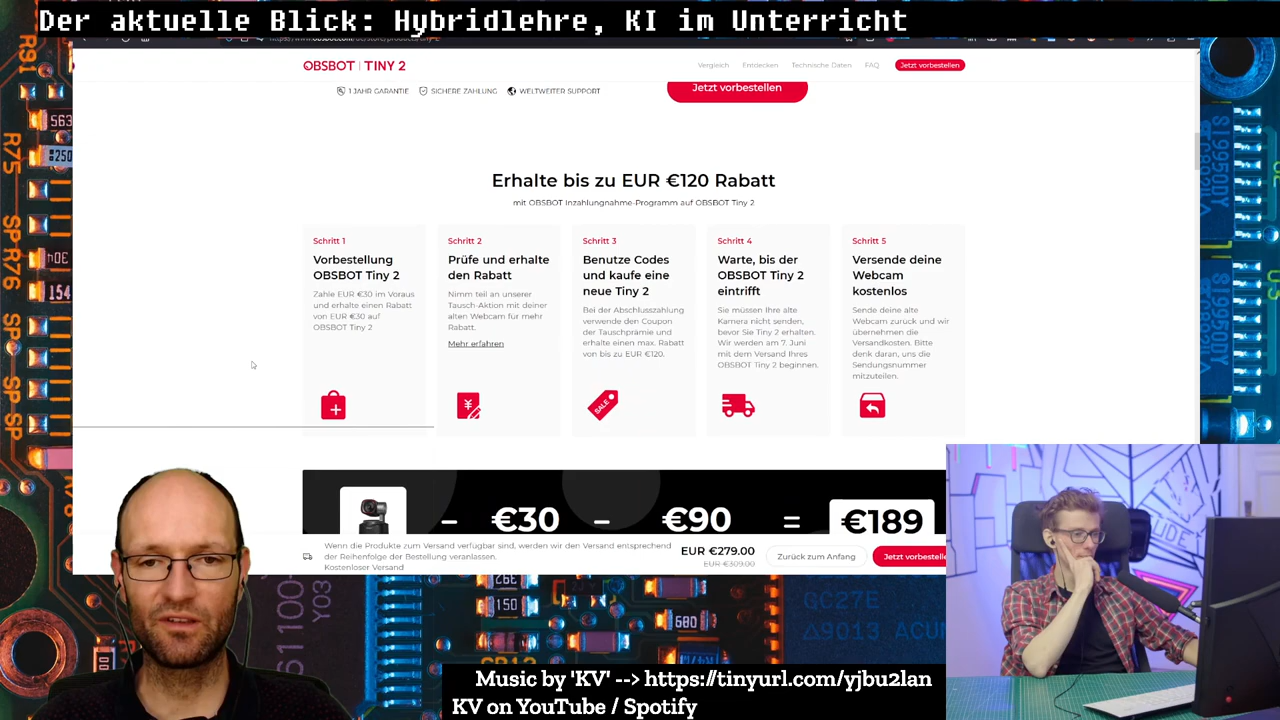 Der aktuelle Blick: Hybridlehre, KI im Unterricht
OBSBOT | TINY 2
Vergleich
Entdecken
Technische Daten
FAQ
Jetzt vorbestellen
1 JAHR GARANTIE
SICHERE ZAHLUNG
WELTWEITER SUPPORT
Jetzt vorbestellen
Erhalte bis zu EUR €120 Rabatt
mit OBSBOT Inzahlungnahme-Programm auf OBSBOT Tiny 2
Schritt 1
Vorbestellung
OBSBOT Tiny 2
Zahle EUR €30 im Voraus
und erhalte einen Rabatt
von EUR €30 auf
OBSBOT Tiny 2
Schritt 2
Prüfe und erhalte
den Rabatt
Nimm teil an unserer
Tausch-Aktion mit deiner
alten Webcam für mehr
Rabatt.
Mehr erfahren
Schritt 3
Benutze Codes
und kaufe eine
neue Tiny 2
Bei der Abschlusszahlung
verwende den Coupon
der Tauschprämie und
erhalte einen max. Rabatt
von bis zu EUR €120.
SALE
Schritt 4
Warte, bis der
OBSBOT Tiny 2
eintrifft
Sie müssen Ihre alte
Kamera nicht senden,
bevor Sie Tiny 2 erhalten.
Wir werden am 7. Juni
mit dem Versand Ihres
OBSBOT Tiny 2 beginnen.
Schritt 5
Versende deine
Webcam
kostenlos
Sende deine alte
Webcam zurück und wir
übernehmen die
Versandkosten. Bitte
denk daran, uns die
Sendungsnummer
mitzuteilen.
- €30 - €90 = €189
Wenn die Produkte zum Versand verfügbar sind, werden wir den Versand entsprechend
der Reihenfolge der Bestellung veranlassen.
Kostenloser Versand
EUR €279.00
EUR €309.00
Zurück zum Anfang
Jetzt vorbestelle
Music by 'KV' --> https://tinyurl.com/yjbu2lan
KV on YouTube / Spotify